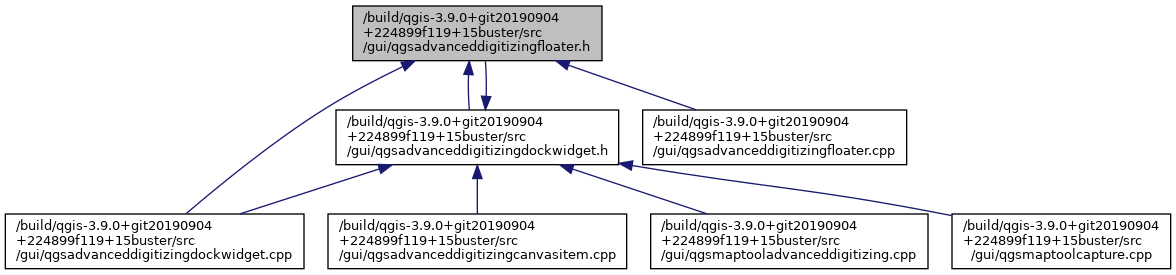 /build/qgis-3.9.0+git20190904
+224899f119+15buster/src
/gui/qgsadvanceddigitizingfloater.h
/build/qgis-3.9.0+git20190904
+224899f119+15buster/src
/gui/qgsadvanceddigitizingdockwidget.h
/build/qgis-3.9.0+git20190904
+224899f119+15buster/src
/gui/qgsadvanceddigitizingfloater.cpp
/build/qgis-3.9.0+git20190904
+224899f119+15buster/src
/gui/qgsadvanceddigitizingdockwidget.cpp
/build/qgis-3.9.0+git20190904
+224899f119+15buster/src
/gui/qgsadvanceddigitizingcanvasitem.cpp
/build/qgis-3.9.0+git20190904
+224899f119+15buster/src
/gui/qgsmaptooladvanceddigitizing.cpp
/build/qgis-3.9.0+git20190904
+224899f119+15buster/src
/gui/qgsmaptoolcapture.cpp